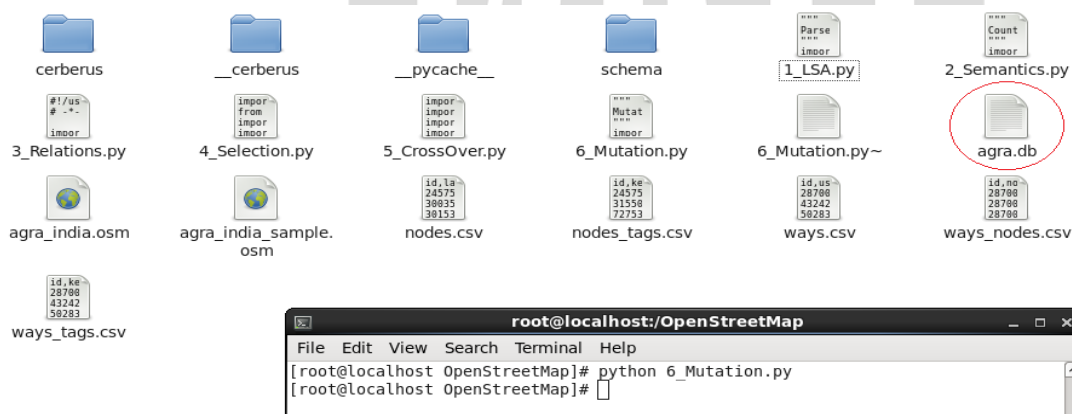 """
Parse
"""
impor
"""
Count
"""
impor
cerberus
__cerberus
__pycache__
schema
1_LSA.py
2_Semantics.py
#!/us
# -*-
impor
impor
from
impor
impor
impor
impor
impor
impor
"""
Mutat
"""
impor
3_Relations.py
4_Selection.py
5_CrossOver.py
6_Mutation.py
6_Mutation.py~
agra.db
id,la
24575
30035
30153
id,ke
24575
31550
72753
id,us
28700
43242
50283
id,no
28700
28700
28700
agra_india.osm
agra_india_sample.
osm
nodes.csv
nodes_tags.csv
ways.csv
ways_nodes.csv
id,ke
28700
43242
50283
ways_tags.csv
root@localhost:/OpenStreetMap
File Edit View Search Terminal Help
[root@localhost OpenStreetMap]# python 6_Mutation.py
[root@localhost OpenStreetMap]#